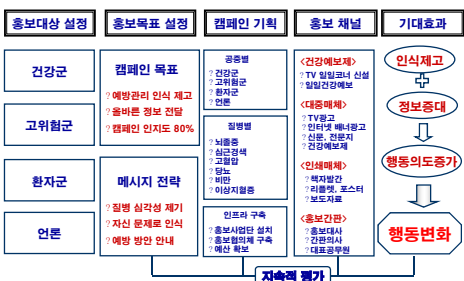 홍보대상 설정
홍보목표 설정
캠페인 기획
홍보 채널
기대효과
건강군
고위험군
환자군
언론
캠페인 목표
? 예방관리 인식 제고
? 올바른 정보 전달
? 캠페인 인지도 80%
메시지 전략
? 질병 심각성 제기
? 자신 문제로 인식
? 예방 방안 안내
공중별
? 건강군
? 고위험군
? 환자군
? 언론
질병별
? 뇌졸중
? 심근경색
? 고혈압
? 당뇨
? 비만
? 이상지혈증
인프라 구축
? 홍보사업단 설치
? 홍보협의체 구축
? 예산 확보
<건강예보제>
? TV 일일코너 신설
? 일일건강예보
<대중매체>
? TV광고
? 인터넷 배너광고
? 신문, 전문지
? 건강예보제
<인쇄매체>
? 책자발간
? 리플렛, 포스터
? 보도자료
<홍보간판>
? 홍보대사
? 간판의사
? 대표공무원
인식제고
정보증대
행동의도증가
행동변화
지속적 평가